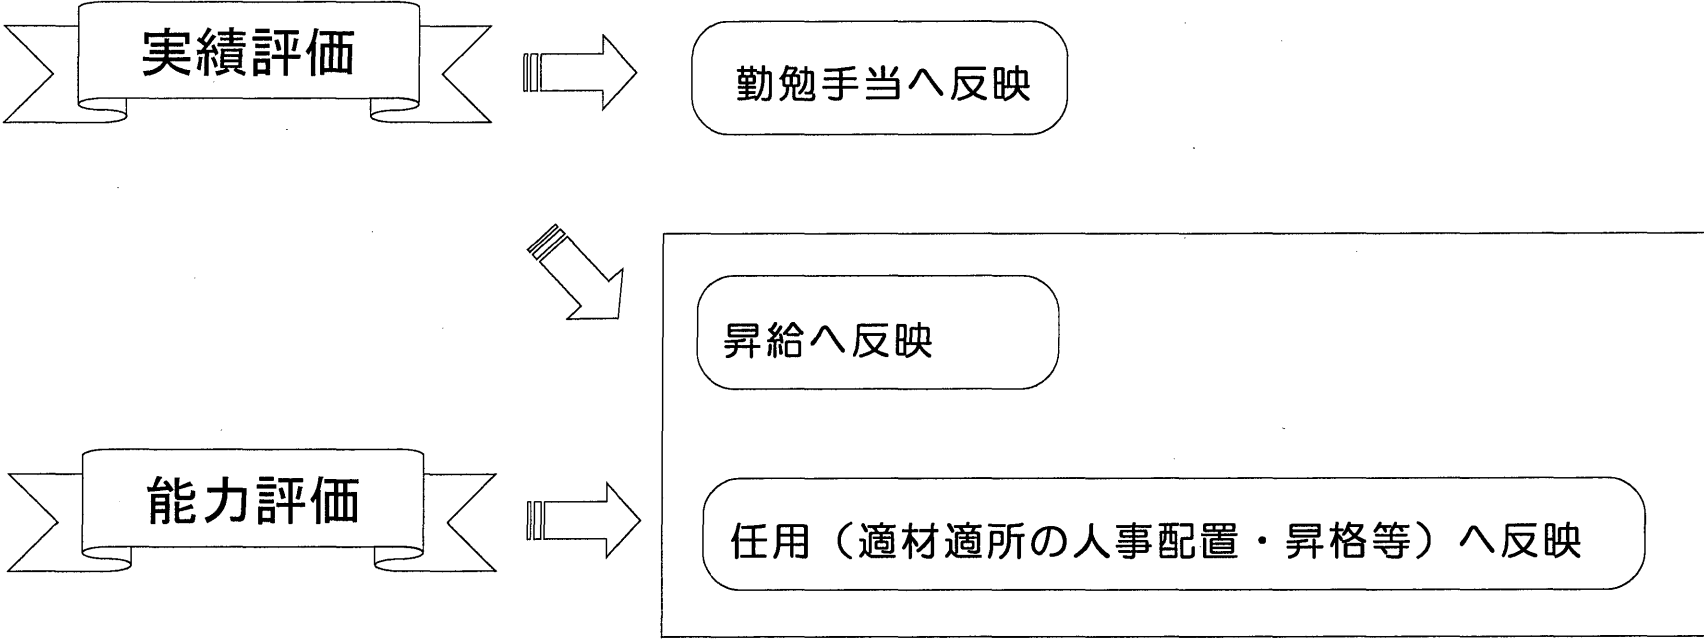 実績評価
勤勉手当へ反映
昇給へ反映
能力評価
任用（適材適所の人事配置・昇格等）へ反映